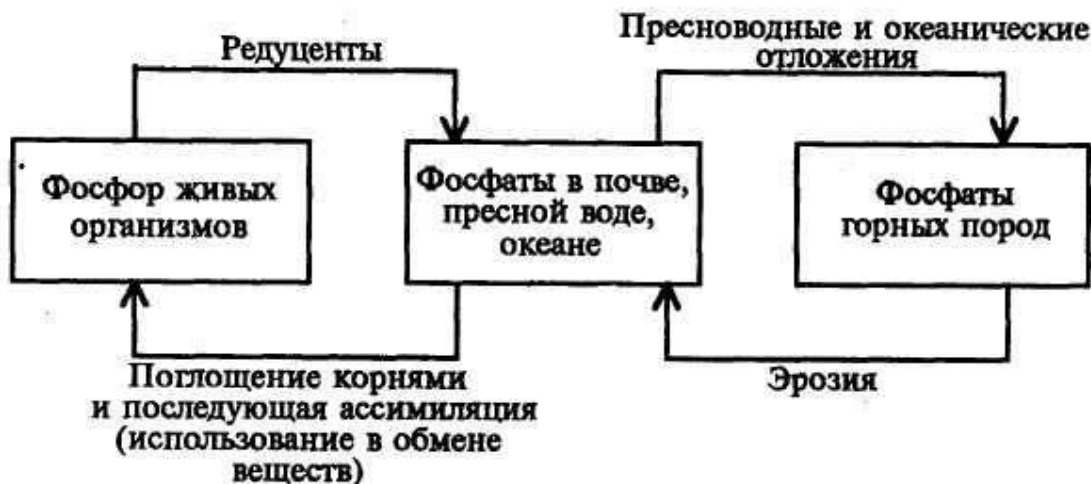 Редуценты
Пресноводные и океанические
отложения
Фосфор живых
организмов
Фосфаты в почве,
пресной воде,
океане
Фосфаты
горных пород
Поглощение корнями
и последующая ассимиляция
(использование в обмене
веществ)
Эрозия